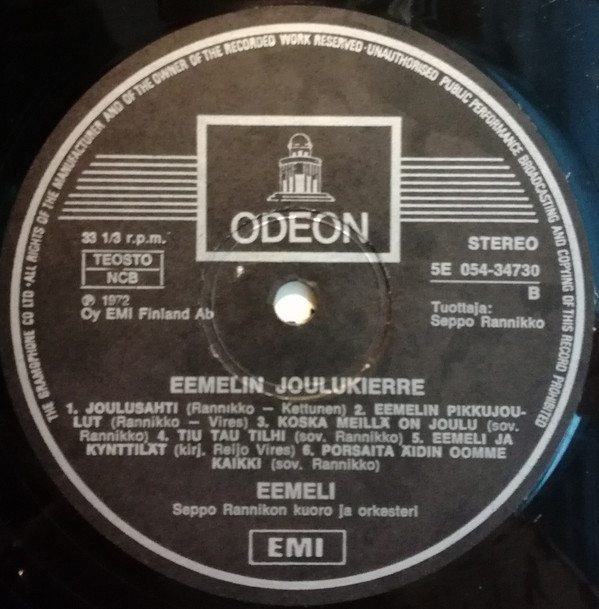 THE GRAMOPHONE CO LTD · ALL RIGHTS OF THE MANUFACTURER AND OF THE OWNER OF THE RECORDED WORK RESERVED · UNAUTHORISED PUBLIC PERFORMANCE BROADCASTING AND COPYING OF THIS RECORD PROHIBITED
ODEON
33 1/3 r.p.m.
TEOSTO
NCB
Ⓟ 1972
Oy EMI Finland Ab
STEREO
5E 054-34730
B
Tuottaja:
Seppo Rannikko
EEMELIN JOULUKIERRE
1. JOULUSAHTI (Rannikko – Kettunen) 2. EEMELIN PIKKUJOU-
LUT (Rannikko – Vires) 3. KOSKA MEILLÄ ON JOULU (sov.
Rannikko) 4. TIU TAU TILHI (sov. Rannikko) 5. EEMELI JA
KYNTTILÄT (kirj. Reijo Vires) 6. PORSAITA ÄIDIN OOMME
KAIKKI (sov. Rannikko)
EEMELI
Seppo Rannikon kuoro ja orkesteri
EMI